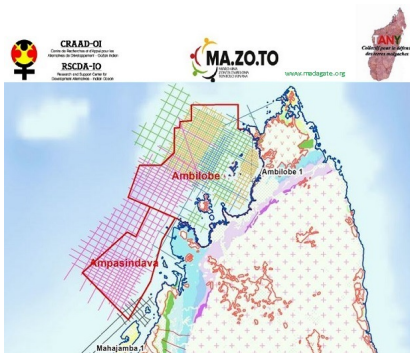 CRAAD-OI
Centre de Recherches et d'Appui pour les
Alternatives de Développement - Océan Indien
RSCDA-IO
Research and Support Center for
Development Alternatives - Indian Ocean
MA.ZO.TO
www.madagate.org
ANY
Collectif pour la défense
des terres malgaches
Ambilobe
Ambilobe 1
Ampasindava
Mahajamba 1